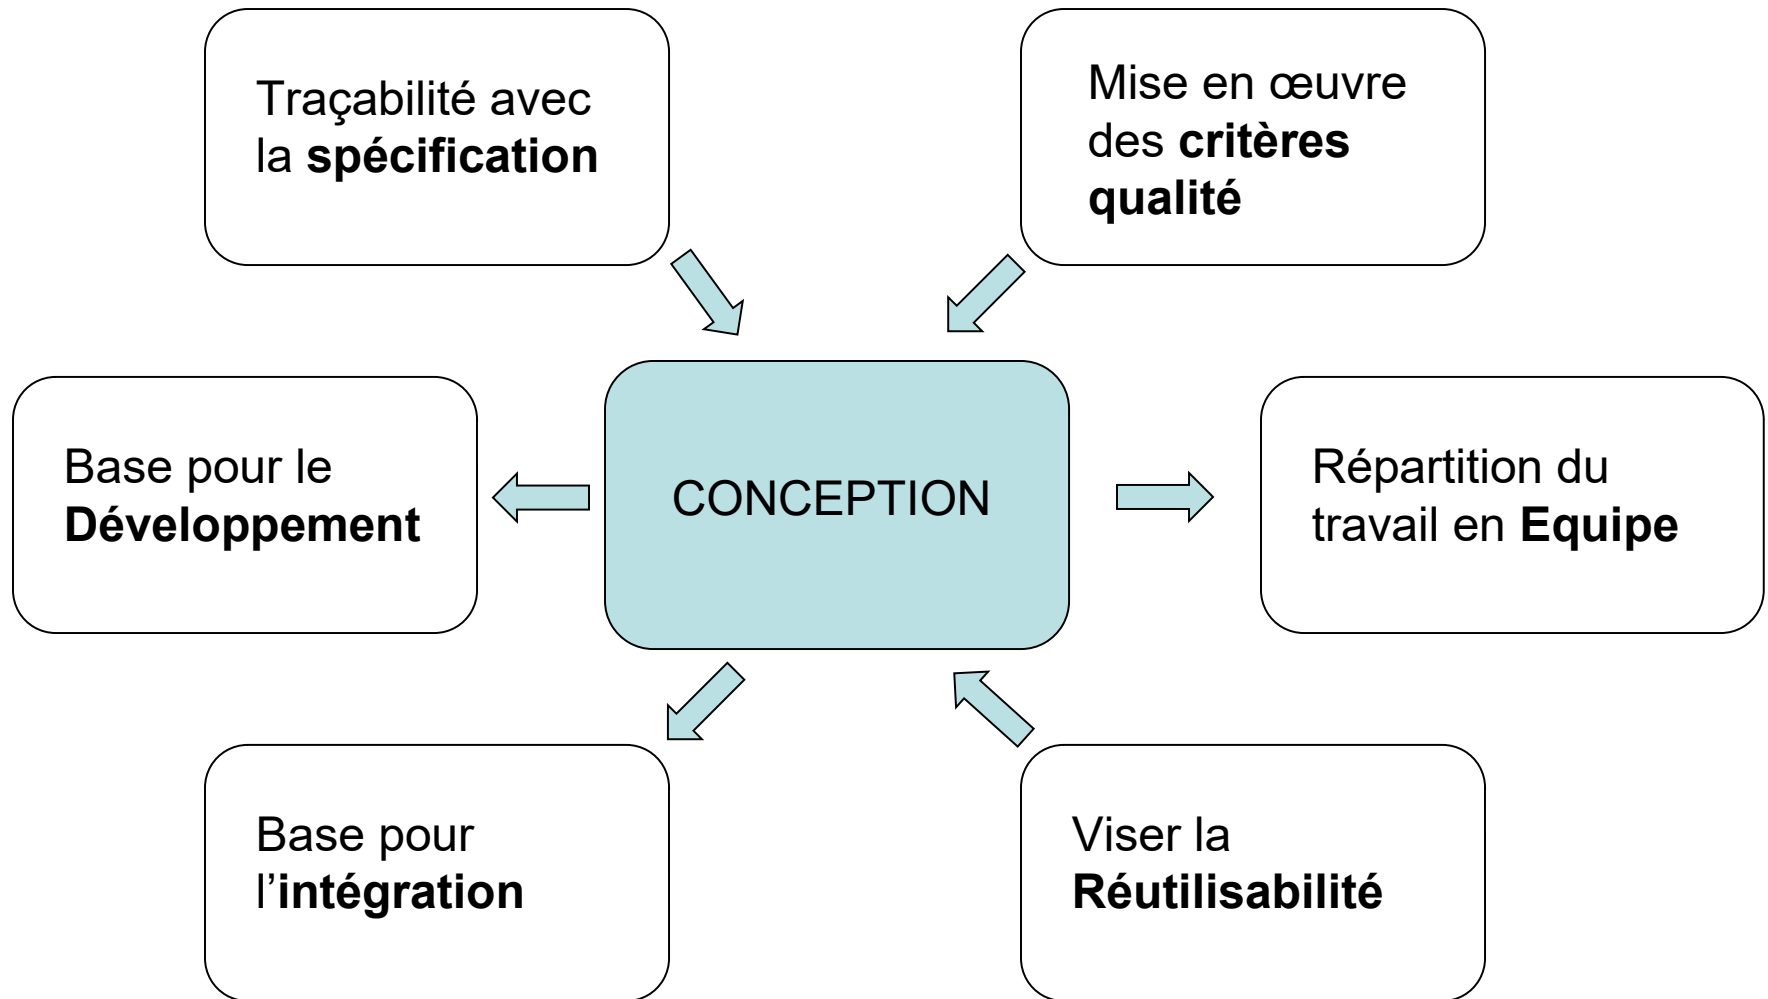 Traçabilité avec
la spécification
Mise en œuvre
des critères
qualité
Base pour le
Développement
CONCEPTION
Répartition du
travail en Equipe
Base pour
l’intégration
Viser la
Réutilisabilité